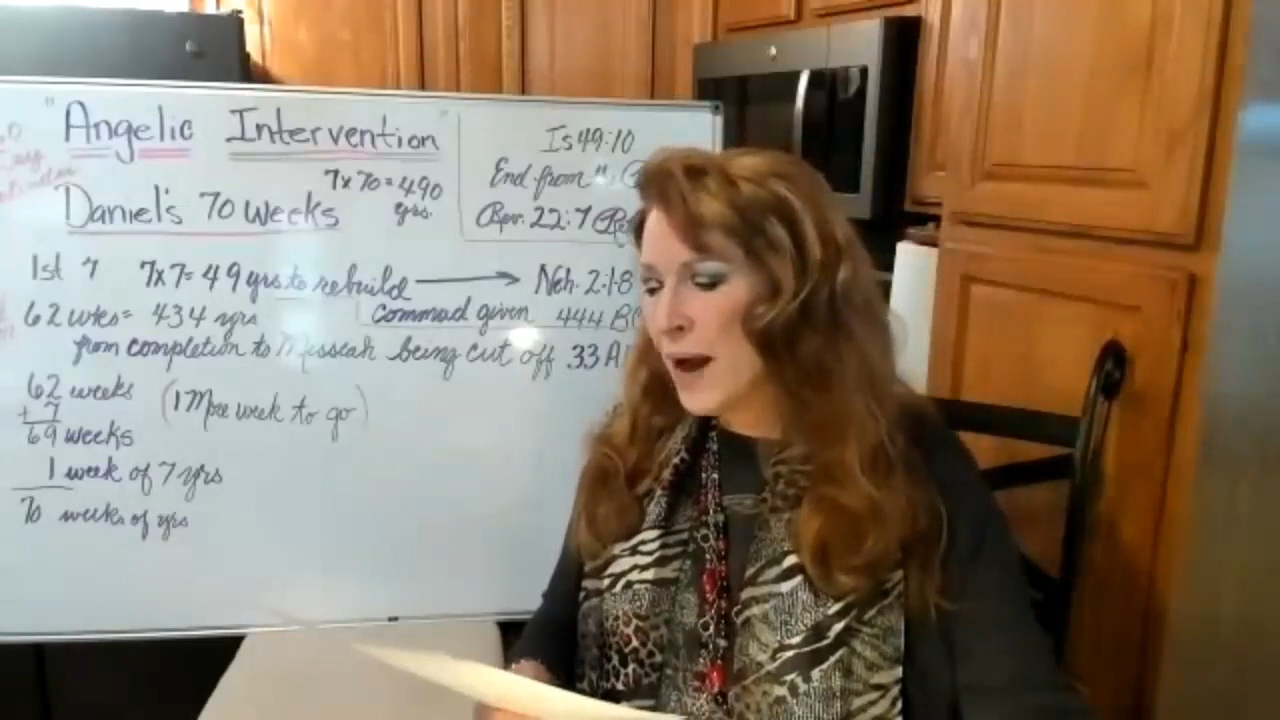 "Angelic Intervention"
7x70=490
yrs.
Daniel's 70 Weeks
Is 49:10
End from
Rev. 22:7
1st 7 7x7=49 yrs to rebuild → Neh. 2:1-8
62 wks= 434 yrs
Commad given 444 BC
from completion to Messeah being cut off 33 A
62 weeks
+ 7
69 weeks
(1 More week to go)
1 week of 7 yrs
70 weeks of yrs